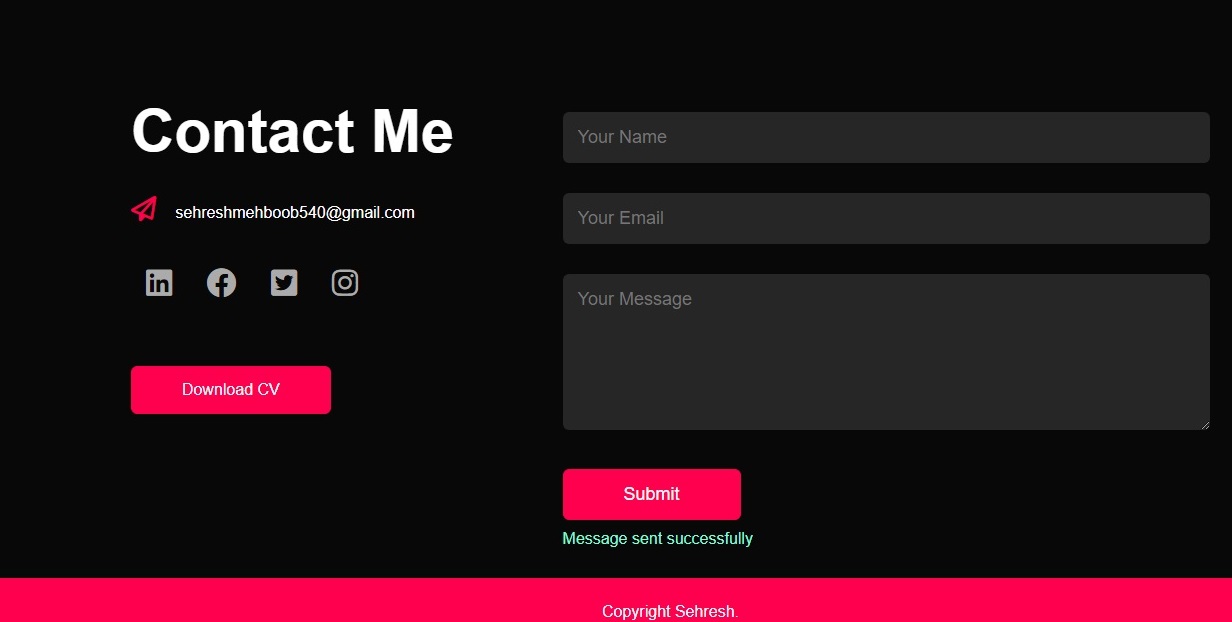 Contact Me
sehreshmehboob540@gmail.com
Download CV
Your Name
Your Email
Your Message
Submit
Message sent successfully
Copyright Sehresh.